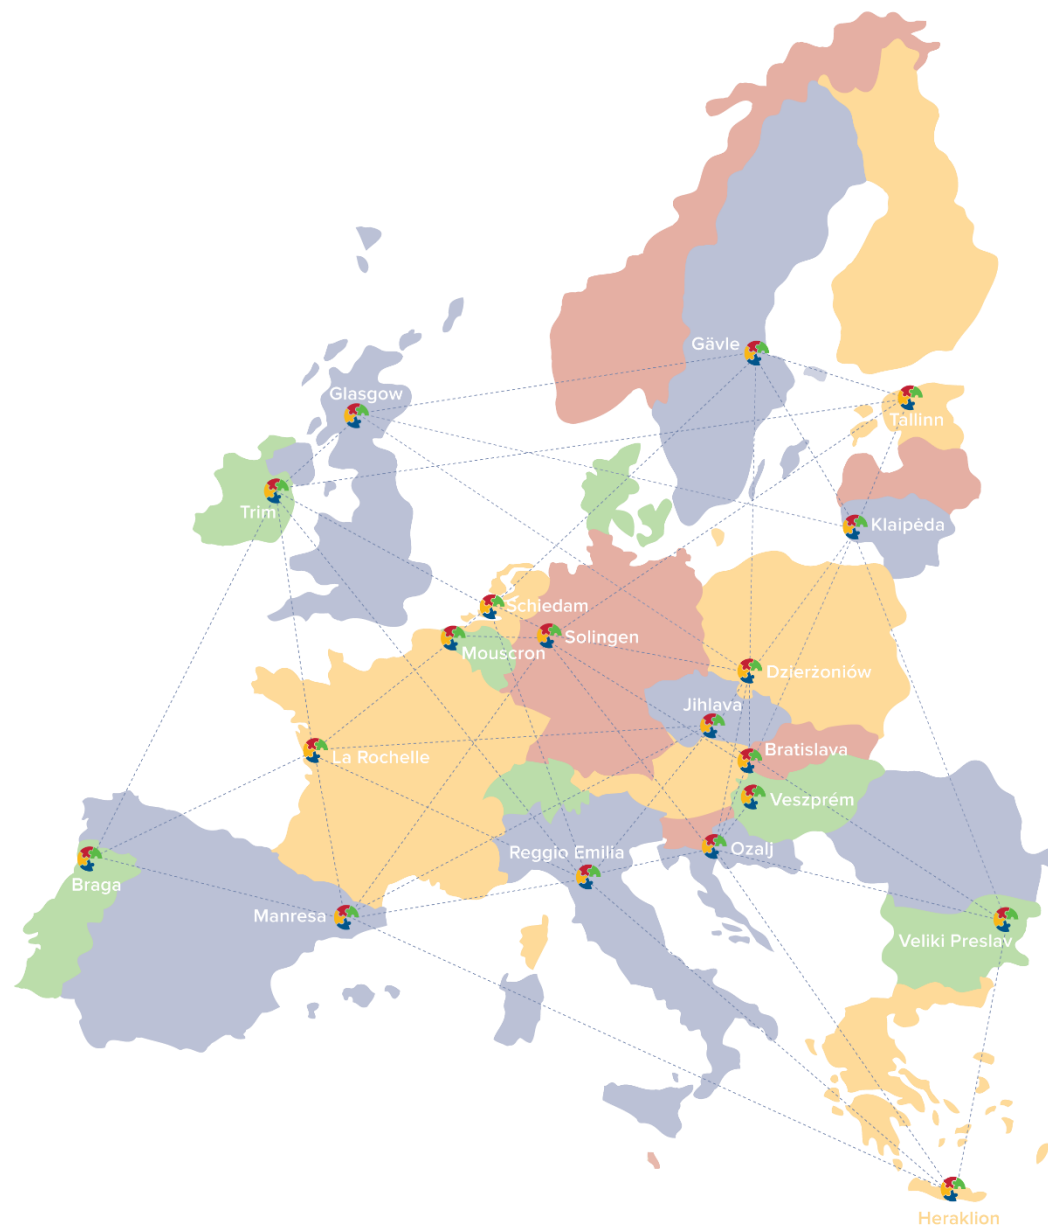 Gävle
Glasgow
Tallinn
Trim
Klaipėda
Schiedam
Solingen
Mouscron
Dzierżoniów
Jihlava
Bratislava
La Rochelle
Veszprém
Ozalj
Reggio Emilia
Braga
Manresa
Veliki Preslav
Heraklion